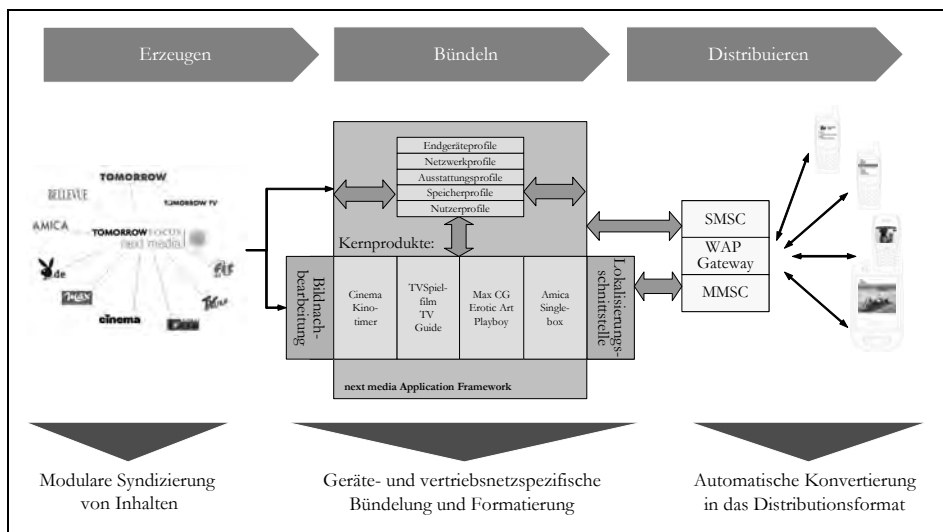 Erzeugen
Bündeln
Distribuieren
TOMORROW
BELLEVUE
TOMORROW TV
AMICA
TOMORROW FOCUS
next media
.de
MAX
cinema
Endgeräteprofile
Netzwerkprofile
Ausstattungsprofile
Speicherprofile
Nutzerprofile
Kernprodukte:
Bildnach-
bearbeitung
Cinema
Kino-
timer
TVSpiel-
film
TV
Guide
Max CG
Erotic Art
Playboy
Amica
Single-
box
Lokalisierungs-
schnittstelle
next media Application Framework
SMSC
WAP
Gateway
MMSC
Modulare Syndizierung
von Inhalten
Geräte- und vertriebsnetzspezifische
Bündelung und Formatierung
Automatische Konvertierung
in das Distributionsformat